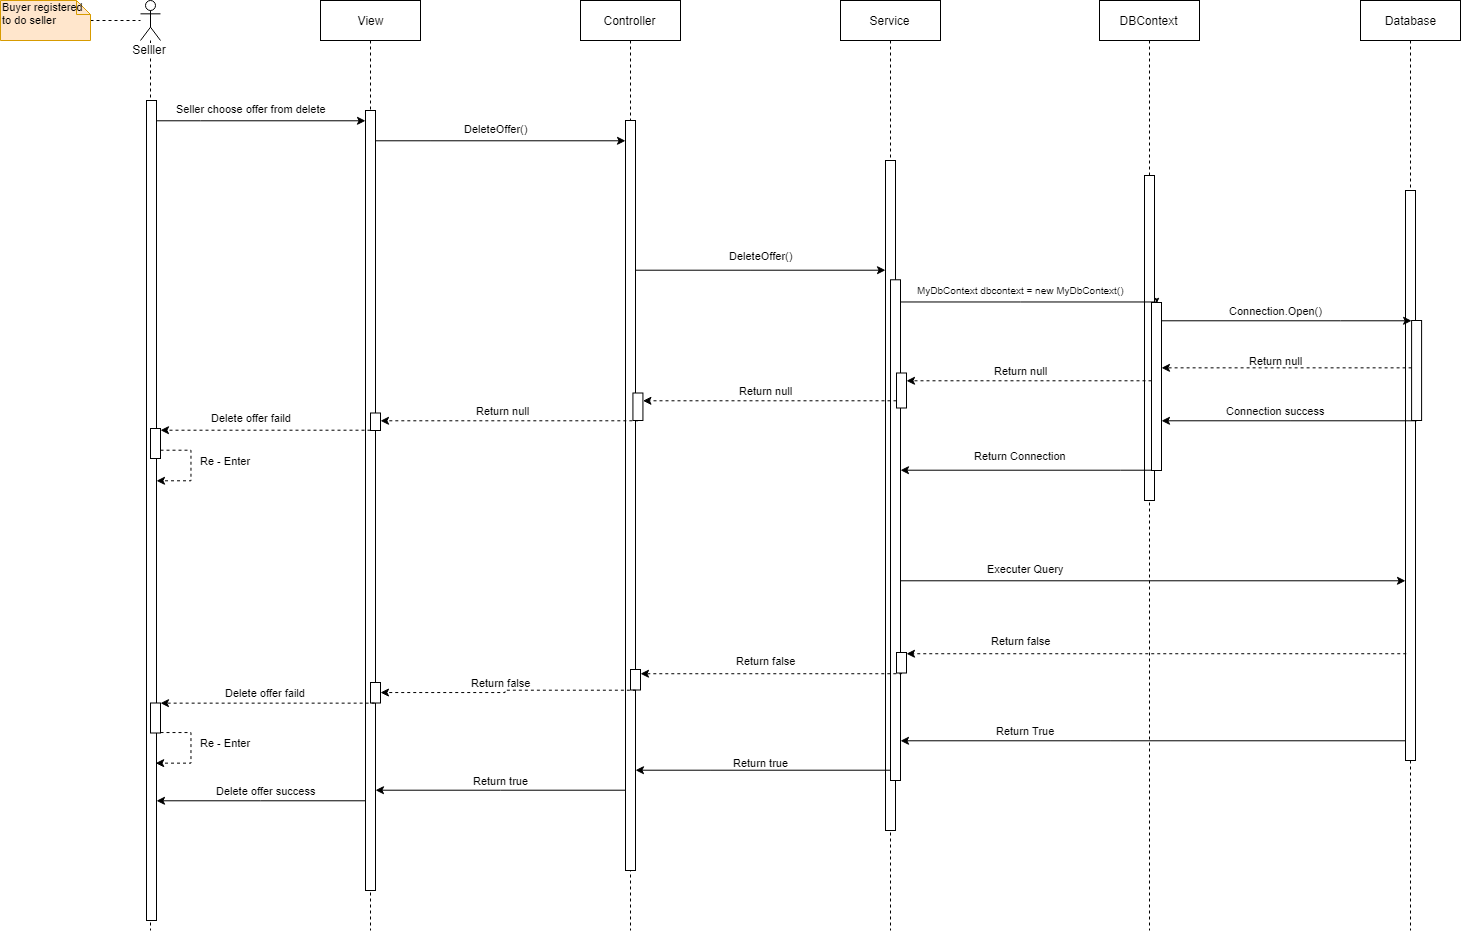 Buyer registered
to do seller
Selller
View
Controller
Service
DBContext
Database
Seller choose offer from delete
DeleteOffer()
DeleteOffer()
MyDbContext dbcontext = new MyDbContext()
Connection.Open()
Return null
Return null
Return null
Return null
Delete offer faild
Connection success
Re - Enter
Return Connection
Executer Query
Return false
Return false
Return false
Delete offer faild
Return True
Re - Enter
Return true
Return true
Delete offer success